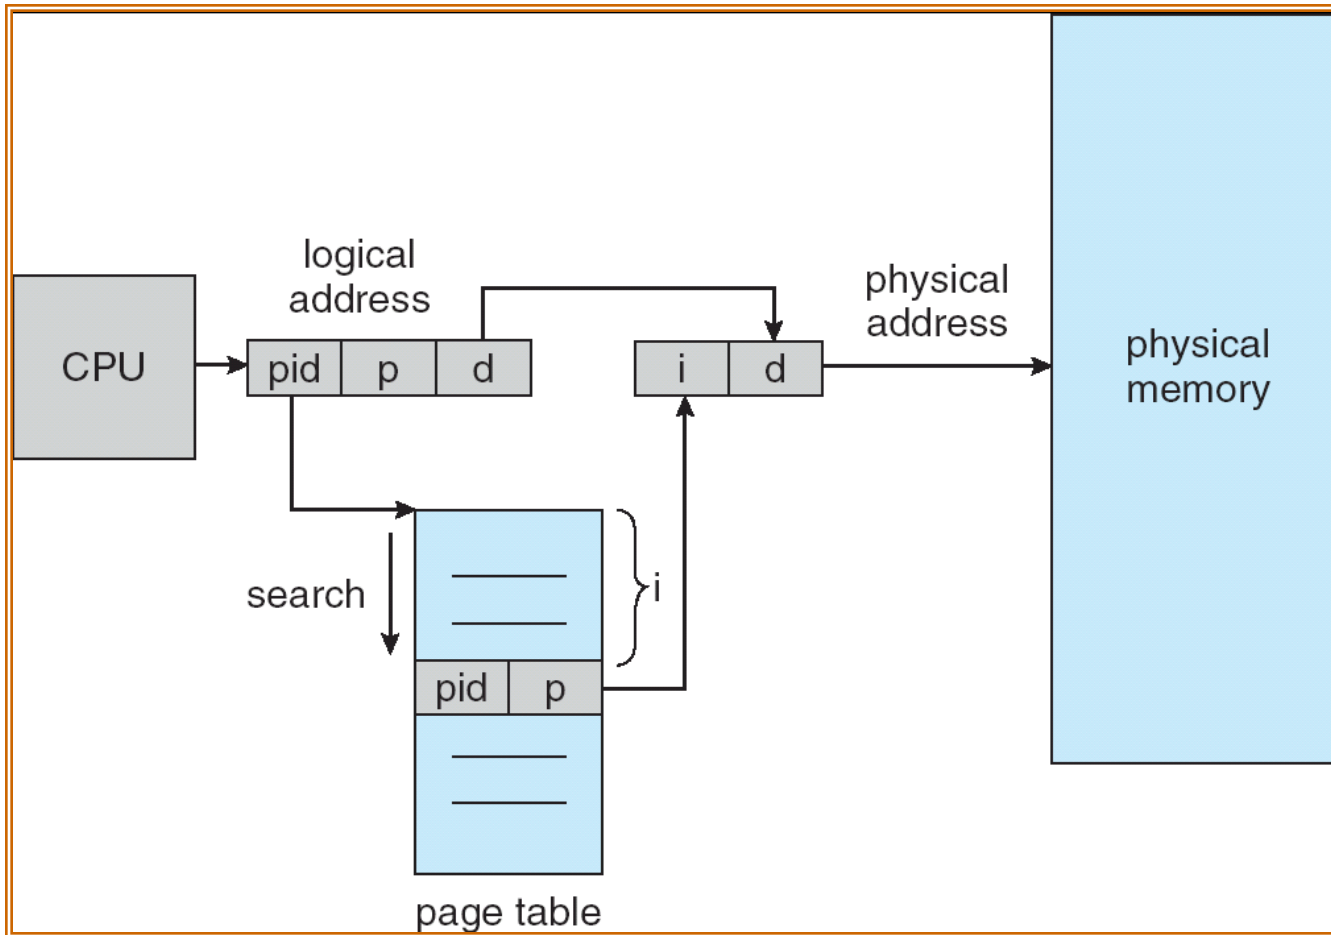 logical
address
physical
address
CPU
pid p d
i d
physical
memory
search
i
pid p
page table